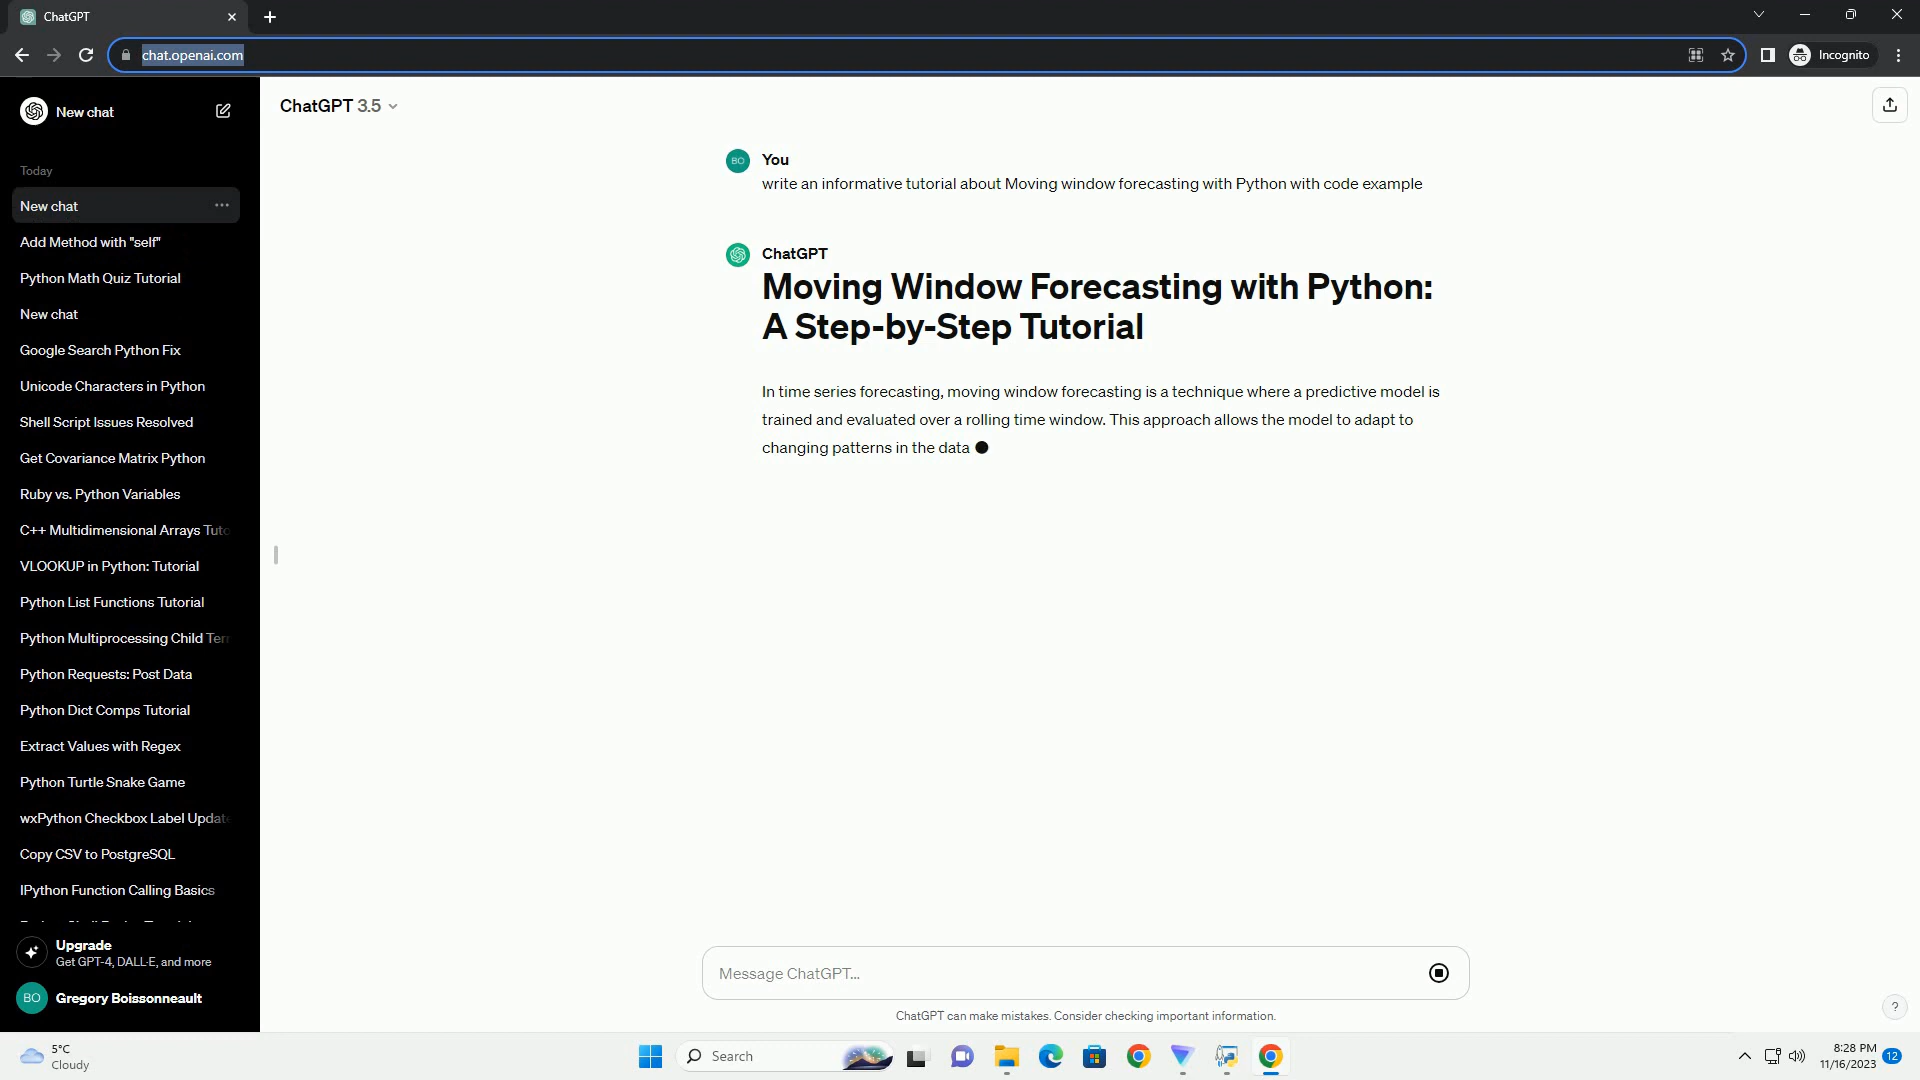 ChatGPT
chat.openai.com
Incognito
New chat
Today
New chat
Add Method with "self"
Python Math Quiz Tutorial
New chat
Google Search Python Fix
Unicode Characters in Python
Shell Script Issues Resolved
Get Covariance Matrix Python
Ruby vs. Python Variables
C++ Multidimensional Arrays Tuto
VLOOKUP in Python: Tutorial
Python List Functions Tutorial
Python Multiprocessing Child Ter
Python Requests: Post Data
Python Dict Comps Tutorial
Extract Values with Regex
Python Turtle Snake Game
wxPython Checkbox Label Update
Copy CSV to PostgreSQL
IPython Function Calling Basics
Upgrade
Get GPT-4, DALL·E, and more
BO Gregory Boissonneault
ChatGPT 3.5
BO You
write an informative tutorial about Moving window forecasting with Python with code example
ChatGPT
Moving Window Forecasting with Python:
A Step-by-Step Tutorial
In time series forecasting, moving window forecasting is a technique where a predictive model is
trained and evaluated over a rolling time window. This approach allows the model to adapt to
changing patterns in the data
Message ChatGPT…
ChatGPT can make mistakes. Consider checking important information.
?
5°C
Cloudy
Search
8:28 PM
11/16/2023
12